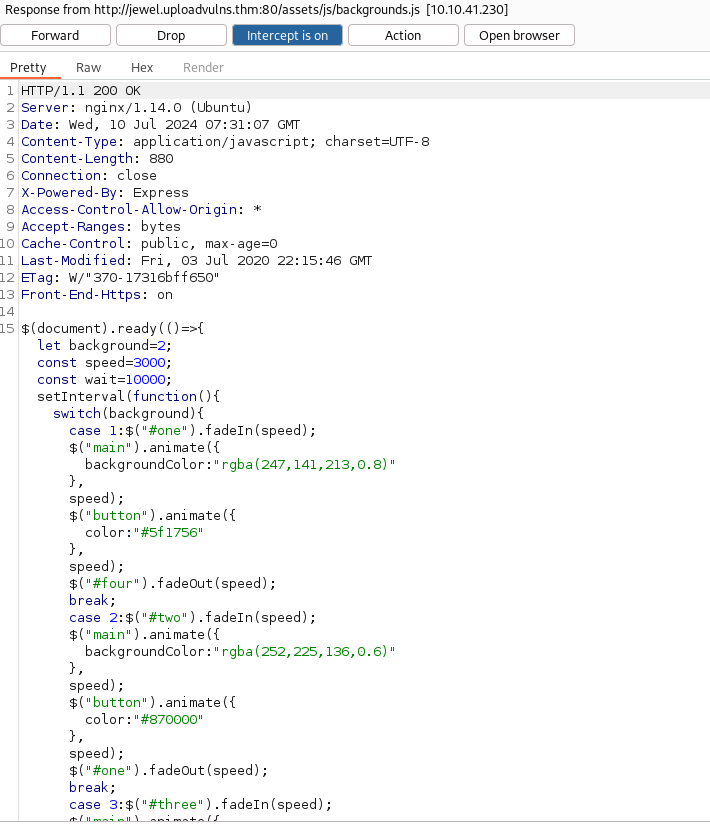 Response from http://jewel.uploadvulns.thm:80/assets/js/backgrounds.js [10.10.41.230]
Forward Drop Intercept is on Action Open browser
Pretty Raw Hex Render
1 HTTP/1.1 200 OK
2 Server: nginx/1.14.0 (Ubuntu)
3 Date: Wed, 10 Jul 2024 07:31:07 GMT
4 Content-Type: application/javascript; charset=UTF-8
5 Content-Length: 880
6 Connection: close
7 X-Powered-By: Express
8 Access-Control-Allow-Origin: *
9 Accept-Ranges: bytes
10 Cache-Control: public, max-age=0
11 Last-Modified: Fri, 03 Jul 2020 22:15:46 GMT
12 ETag: W/"370-17316bff650"
13 Front-End-Https: on
14
15 $(document).ready(()=>{
let background=2;
const speed=3000;
const wait=10000;
setInterval(function(){
switch(background){
case 1:$("#one").fadeIn(speed);
$("main").animate({
backgroundColor:"rgba(247,141,213,0.8)"
},
speed);
$("button").animate({
color:"#5f1756"
},
speed);
$("#four").fadeOut(speed);
break;
case 2:$("#two").fadeIn(speed);
$("main").animate({
backgroundColor:"rgba(252,225,136,0.6)"
},
speed);
$("button").animate({
color:"#870000"
},
speed);
$("#one").fadeOut(speed);
break;
case 3:$("#three").fadeIn(speed);
$("main").animate({